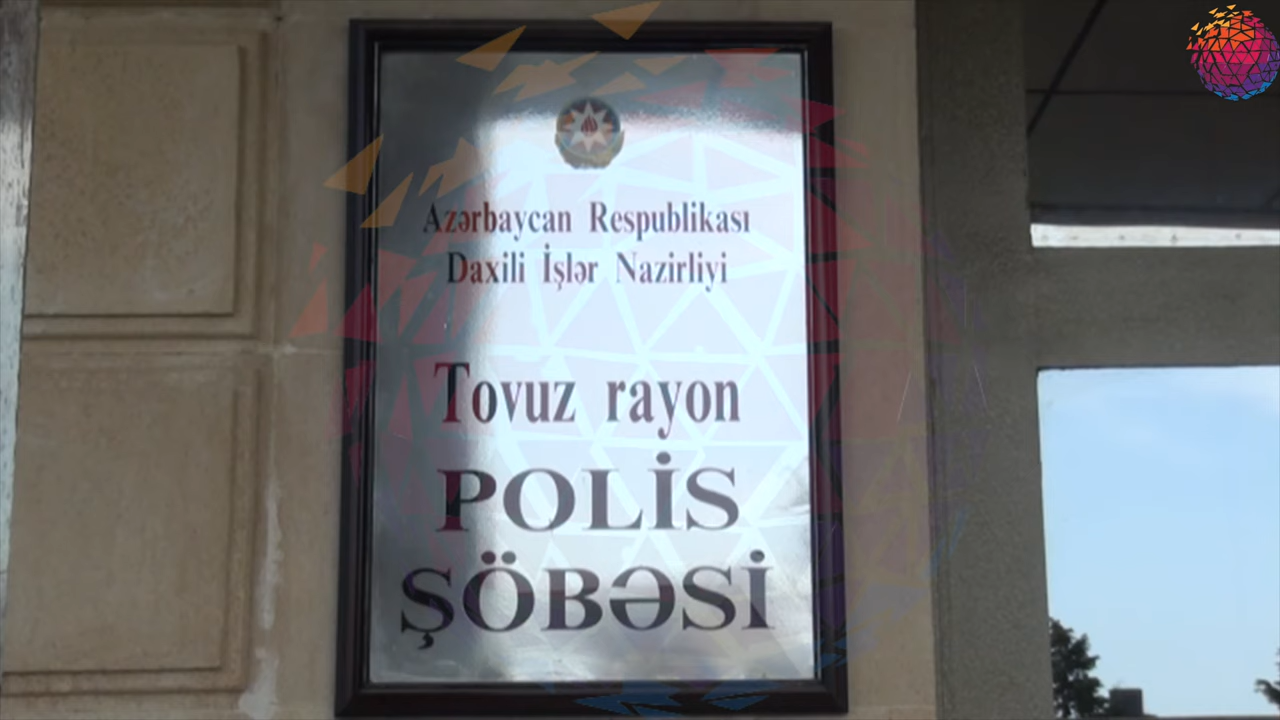 Azərbaycan Respublikası
Daxili İşlər Nazirliyi
Tovuz rayon
POLİS
ŞÖBƏSİ